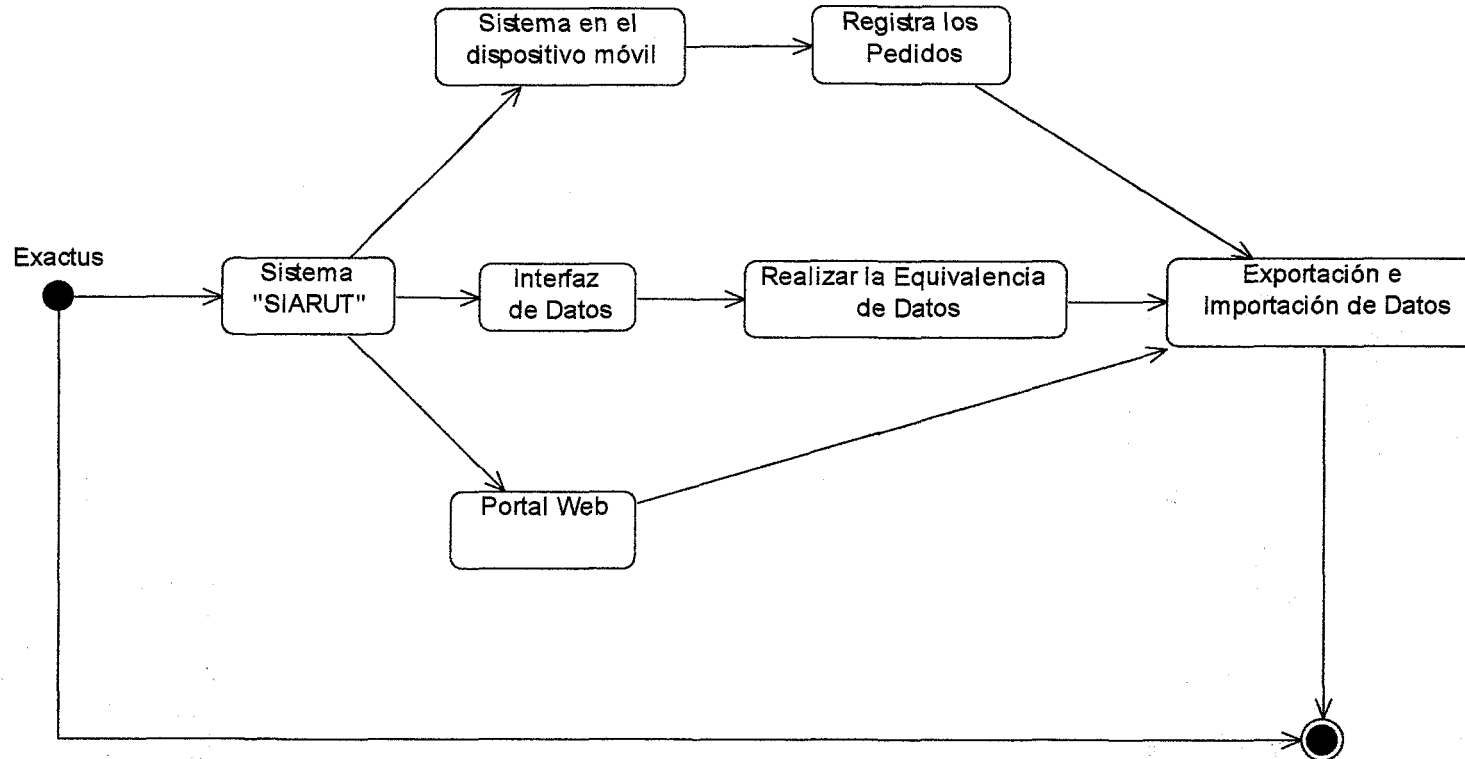 Sistema en el
dispositivo móvil
Registra los
Pedidos
Exactus
Sistema
"SIARUT"
Interfaz
de Datos
Realizar la Equivalencia
de Datos
Exportación e
Importación de Datos
Portal Web